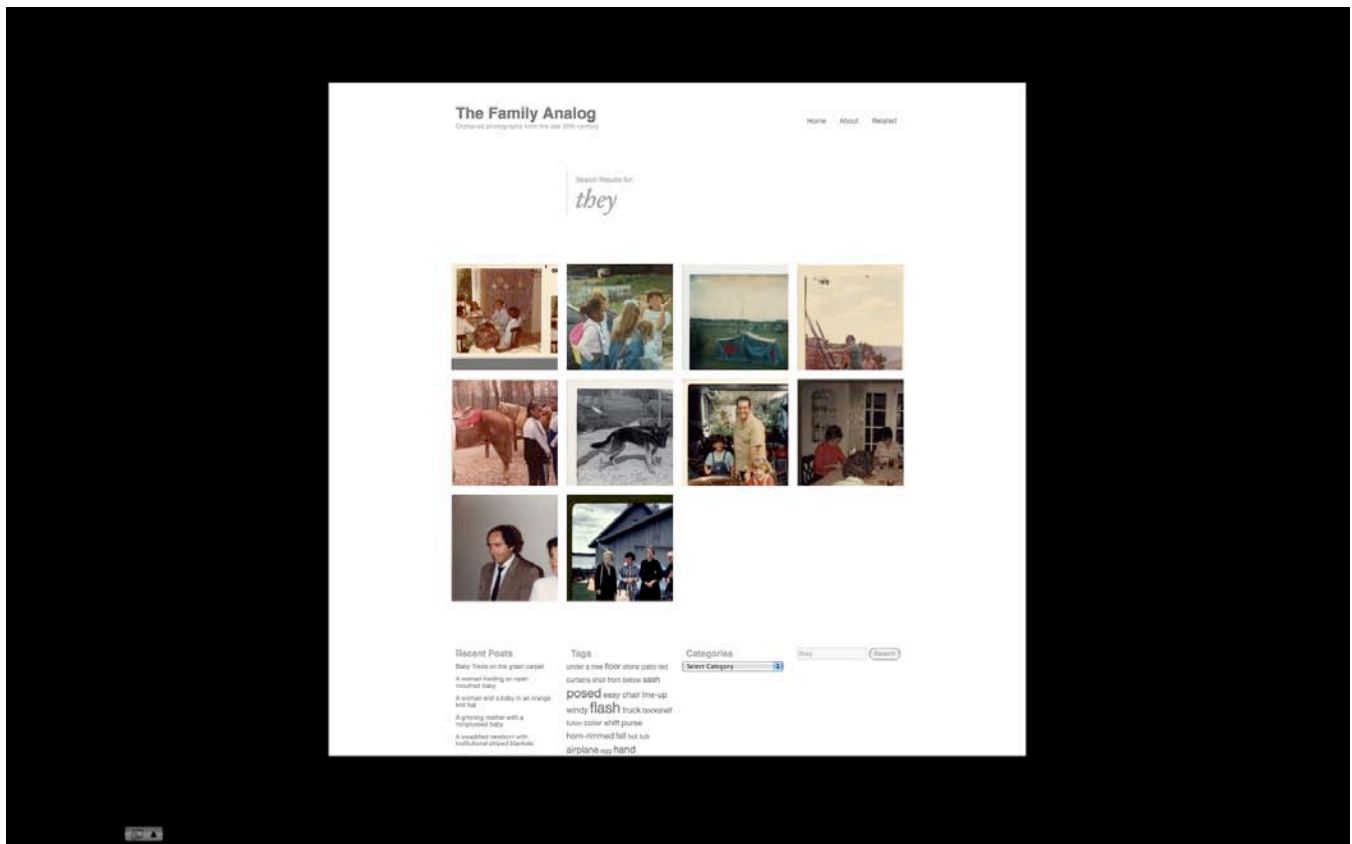 The Family Analog
Orphaned photography from the late 20th century
Home About Related
Search Results for:
they
Recent Posts
Baby Travis on the green carpet
A woman holding an open
mouthed baby
A woman and a baby in an orange
knit hat
A grinning mother with a
nonplussed baby
A swaddled newborn with
institutional striped blankets
Tags
under a tree floor stone patio red
curtains shot from below sash
posed easy chair line-up
windy flash truck bookshelf
futon color shift purse
horn-rimmed fall hot tub
airplane egg hand
Categories
Select Category
they Search